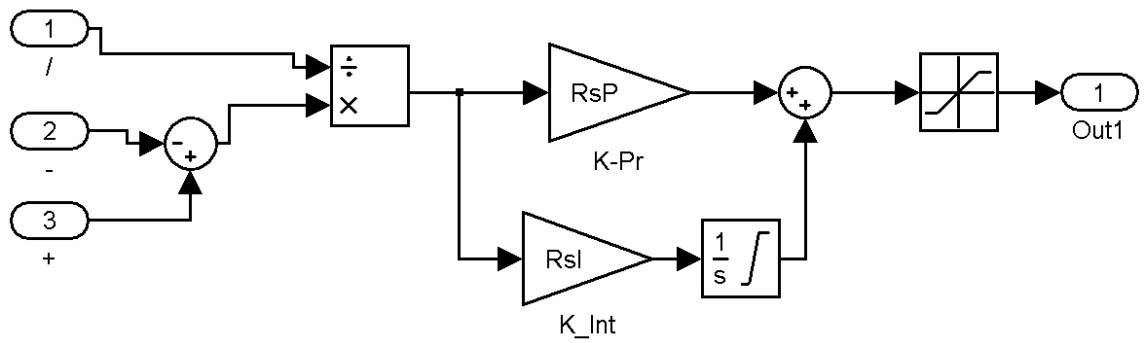 1
/
2
-
3
+
-
+
÷
×
RsP
K-Pr
RsI
K_Int
1
s
+
+
1
Out1